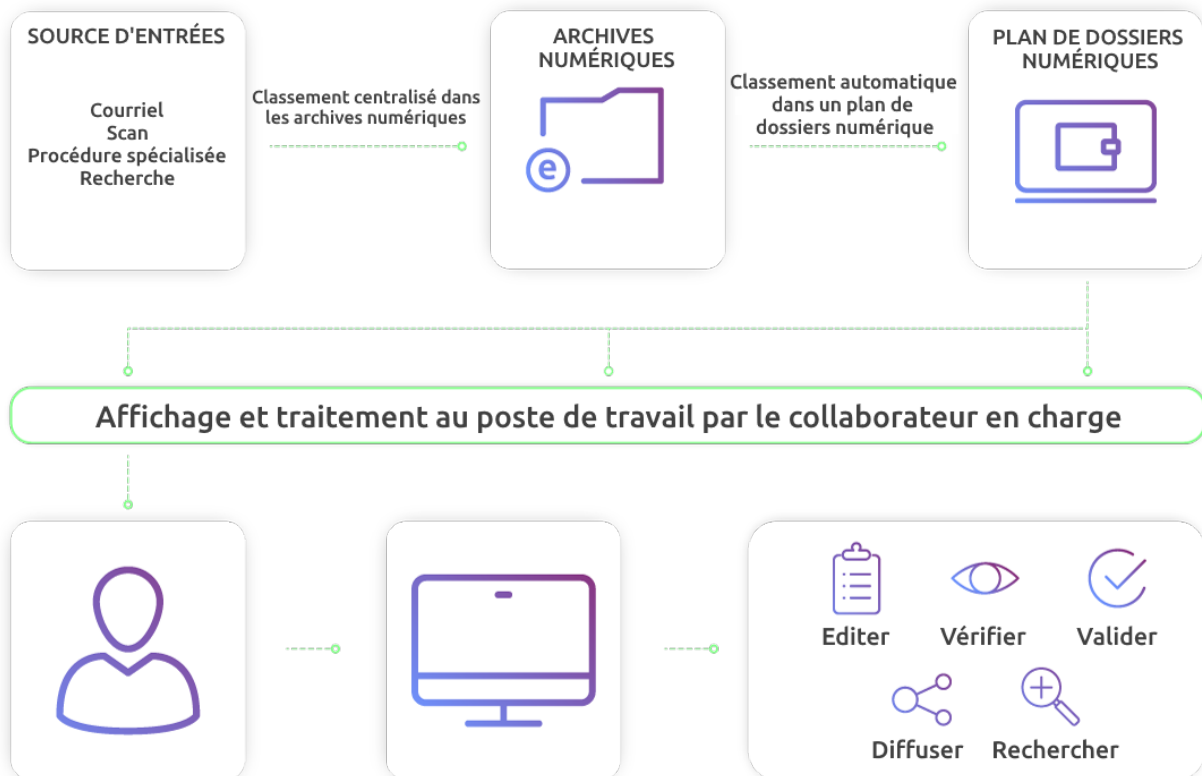 SOURCE D'ENTRÉES
Courriel
Scan
Procédure spécialisée
Recherche
Classement centralisé dans
les archives numériques
ARCHIVES
NUMÉRIQUES
e
Classement automatique
dans un plan de
dossiers numérique
PLAN DE DOSSIERS
NUMÉRIQUES
Affichage et traitement au poste de travail par le collaborateur en charge
Editer
Vérifier
Valider
Diffuser
Rechercher